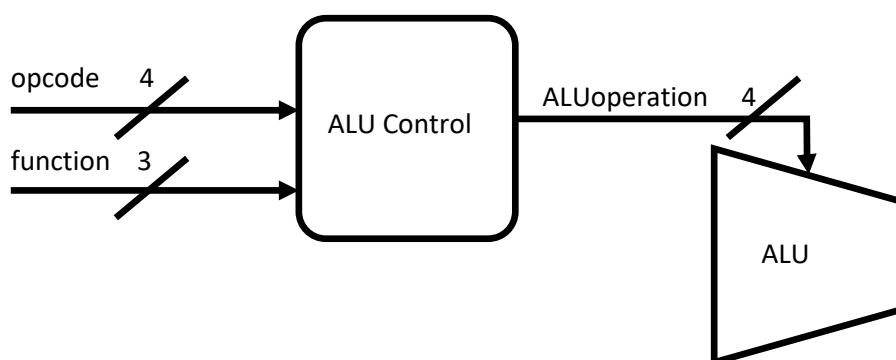 opcode 4
function 3
ALU Control
ALUoperation 4
ALU